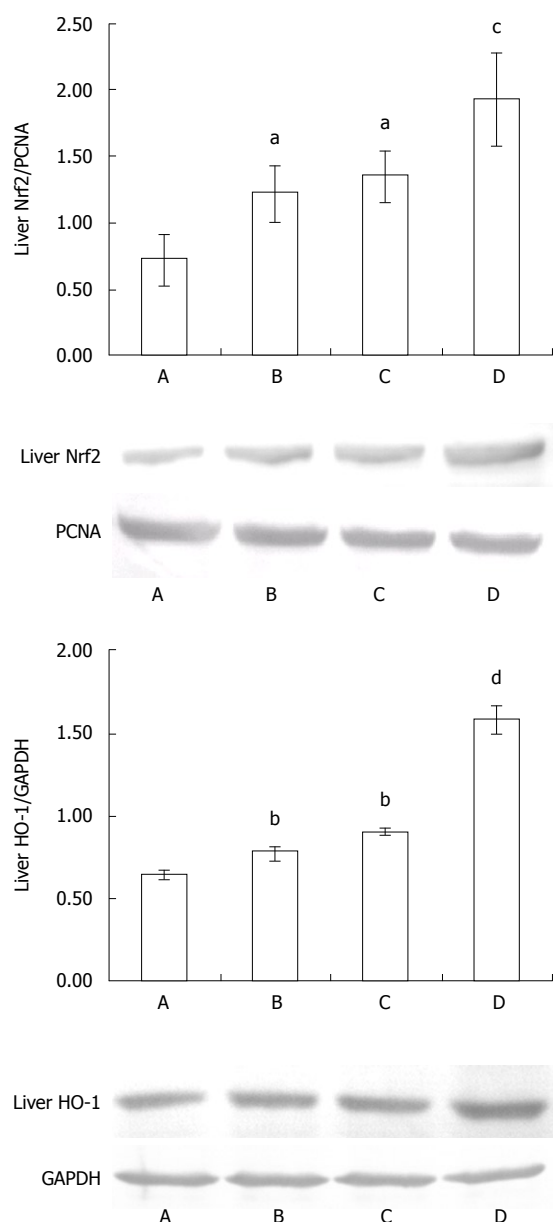 2.50
c
2.00
a a
1.50
1.00
0.50
0.00
Liver Nrf2/PCNA
A B C D
Liver Nrf2
PCNA
A B C D
2.00
d
1.50
b b
1.00
0.50
0.00
Liver HO-1/GAPDH
A B C D
Liver HO-1
GAPDH
A B C D